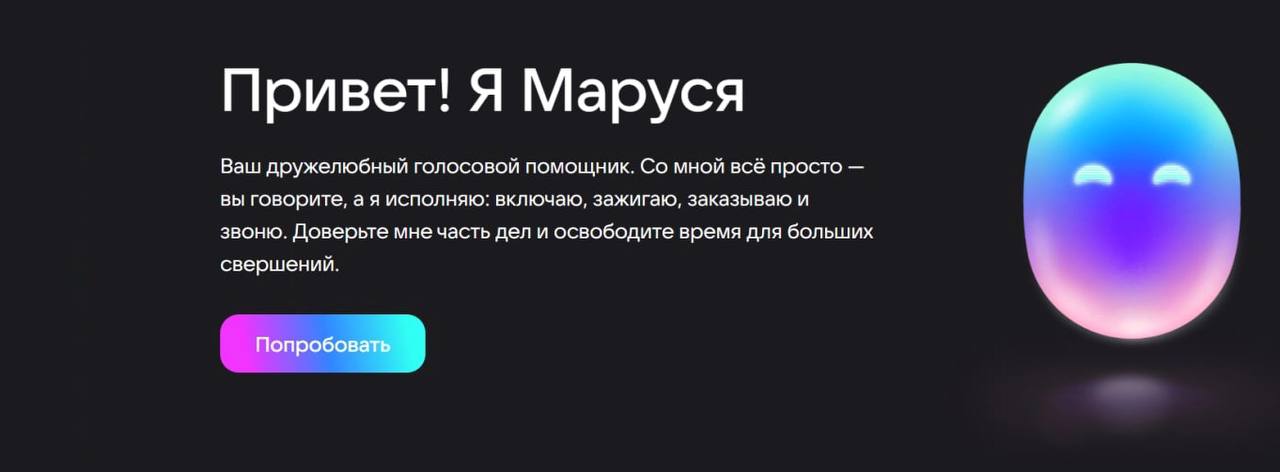 Привет! Я Маруся
Ваш дружелюбный голосовой помощник. Со мной всё просто —
вы говорите, а я исполняю: включаю, зажигаю, заказываю и
звоню. Доверьте мне часть дел и освободите время для больших
свершений.
Попробовать